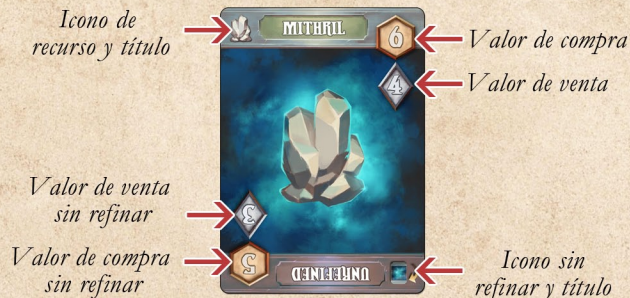 Icono de
recurso y título
MITHRIL
6
Valor de compra
4
Valor de venta
Valor de venta
sin refinar
3
Valor de compra
sin refinar
5
UNREFINED
Icono sin
refinar y título